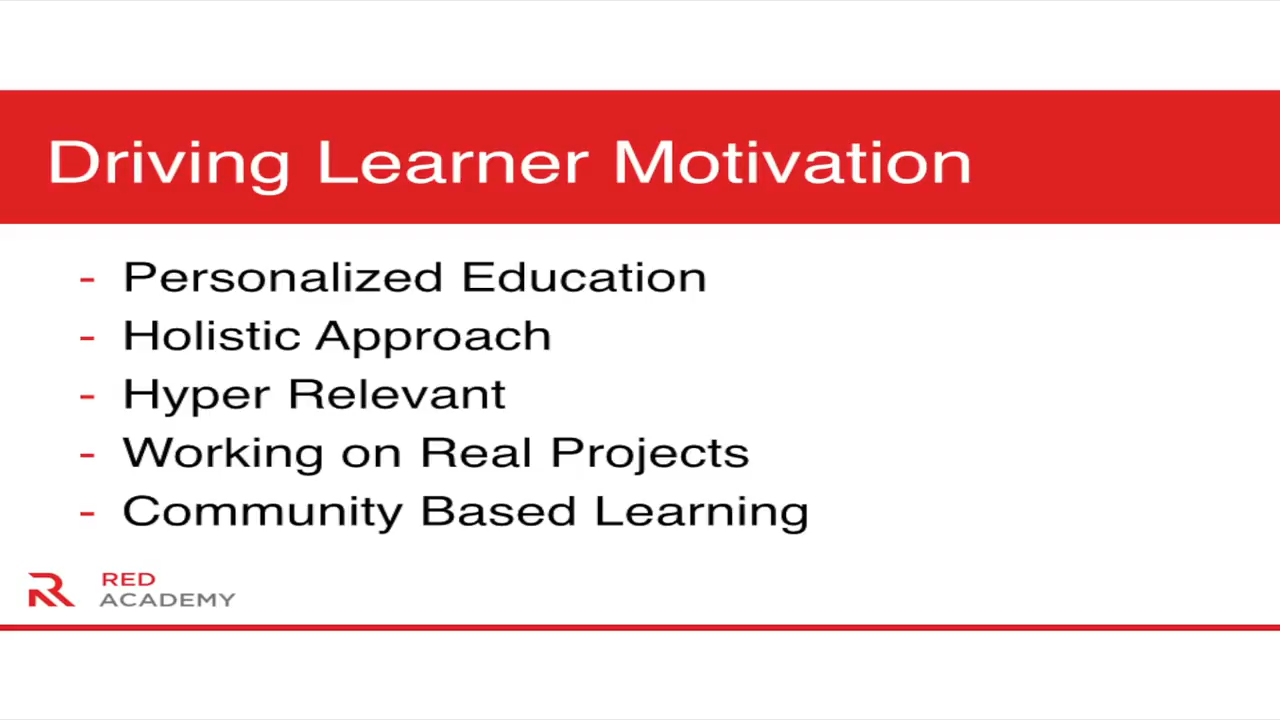 Driving Learner Motivation
- Personalized Education
- Holistic Approach
- Hyper Relevant
- Working on Real Projects
- Community Based Learning
RED
ACADEMY